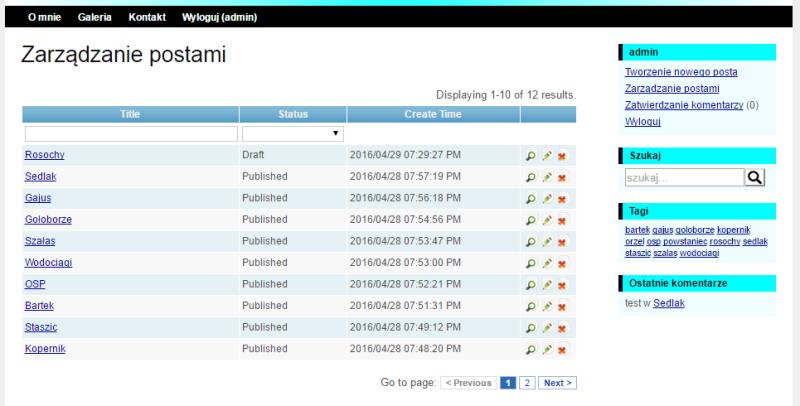 O mnie Galeria Kontakt Wyloguj (admin)
Zarządzanie postami
Displaying 1-10 of 12 results.
Title Status Create Time
Rosochy Draft 2016/04/29 07:29:27 PM
Sedlak Published 2016/04/28 07:57:19 PM
Gajus Published 2016/04/28 07:56:18 PM
Gołoborze Published 2016/04/28 07:54:56 PM
Szałas Published 2016/04/28 07:53:47 PM
Wodociagi Published 2016/04/28 07:53:00 PM
OSP Published 2016/04/28 07:52:21 PM
Bartek Published 2016/04/28 07:51:31 PM
Staszic Published 2016/04/28 07:49:12 PM
Kopernik Published 2016/04/28 07:48:20 PM
Go to page: < Previous 1 2 Next >
admin
Tworzenie nowego posta
Zarzadzanie postami
Zatwierdzanie komentarzy (0)
Wyloguj
Szukaj
szukaj...
Tagi
bartek gajus goloborze kopernik
orzel osp powstaniec rosochy sedlak
staszic szalas wodociagi
Ostatnie komentarze
test w Sedlak